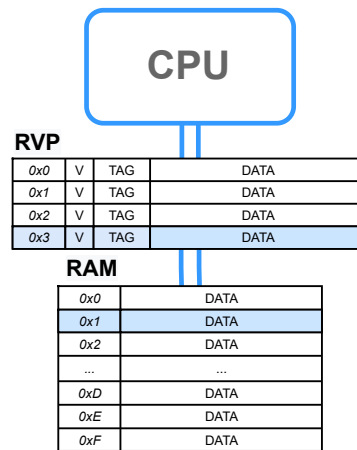 CPU
RVP
0x0 V TAG DATA
0x1 V TAG DATA
0x2 V TAG DATA
0x3 V TAG DATA
RAM
0x0 DATA
0x1 DATA
0x2 DATA
... ...
0xD DATA
0xE DATA
0xF DATA